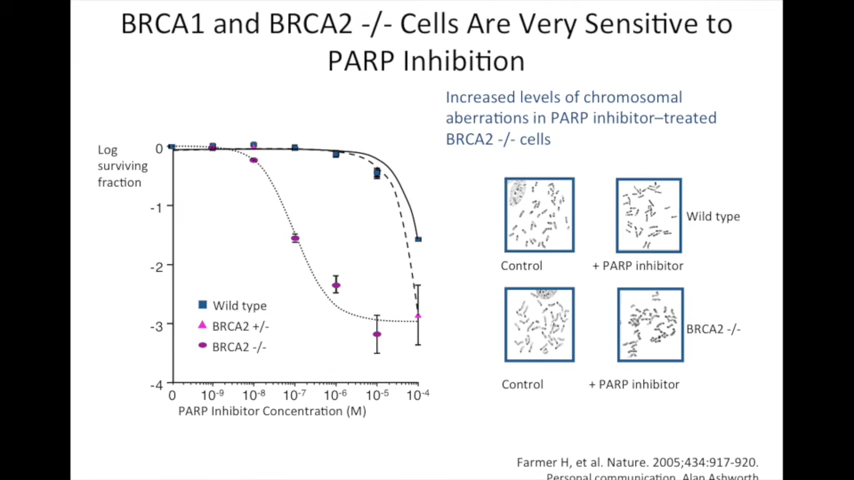 BRCA1 and BRCA2 -/- Cells Are Very Sensitive to
PARP Inhibition
Increased levels of chromosomal
aberrations in PARP inhibitor–treated
BRCA2 -/- cells
Log
surviving
fraction
0
-1
-2
-3
-4
Wild type
BRCA2 +/-
BRCA2 -/-
0 10-9 10-8 10-7 10-6 10-5 10-4
PARP Inhibitor Concentration (M)
Wild type
Control + PARP inhibitor
BRCA2 -/-
Control + PARP inhibitor
Farmer H, et al. Nature. 2005;434:917-920.
Personal communication, Alan Ashworth